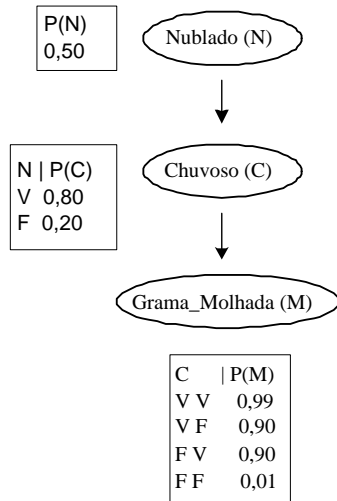 P(N)
0,50
Nublado (N)
N | P(C)
V 0,80
F 0,20
Chuvoso (C)
Grama_Molhada (M)
C | P(M)
V V 0,99
V F 0,90
F V 0,90
F F 0,01